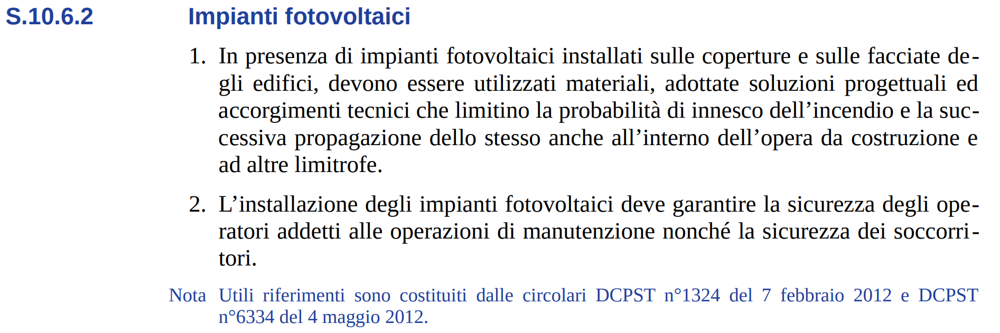 S.10.6.2 Impianti fotovoltaici
1. In presenza di impianti fotovoltaici installati sulle coperture e sulle facciate de-
gli edifici, devono essere utilizzati materiali, adottate soluzioni progettuali ed
accorgimenti tecnici che limitino la probabilità di innesco dell’incendio e la suc-
cessiva propagazione dello stesso anche all’interno dell’opera da costruzione e
ad altre limitrofe.
2. L’installazione degli impianti fotovoltaici deve garantire la sicurezza degli ope-
ratori addetti alle operazioni di manutenzione nonché la sicurezza dei soccorri-
tori.
Nota Utili riferimenti sono costituiti dalle circolari DCPST n°1324 del 7 febbraio 2012 e DCPST
n°6334 del 4 maggio 2012.